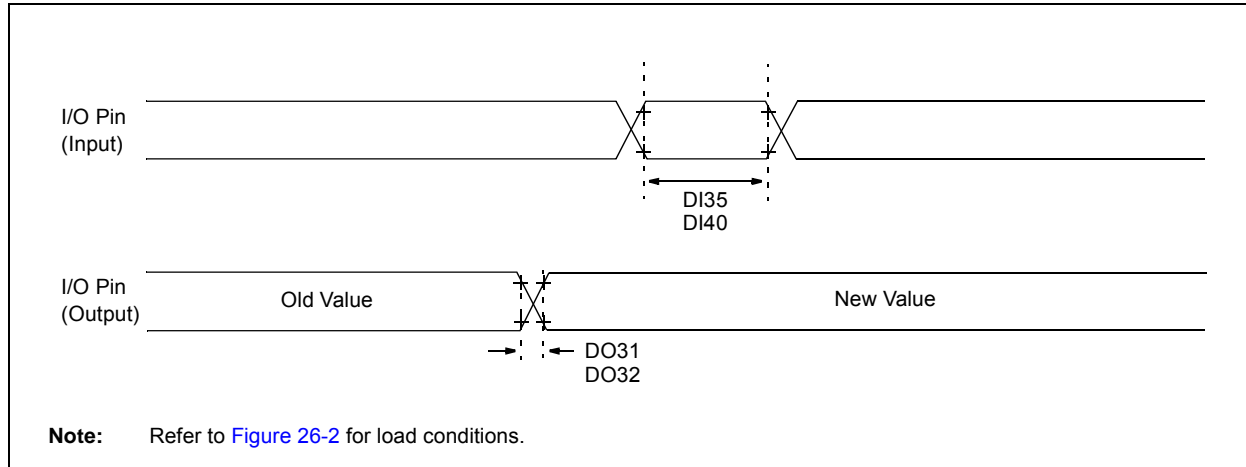 I/O Pin
(Input)
DI35
DI40
I/O Pin
(Output)
Old Value
New Value
DO31
DO32
Note: Refer to Figure 26-2 for load conditions.